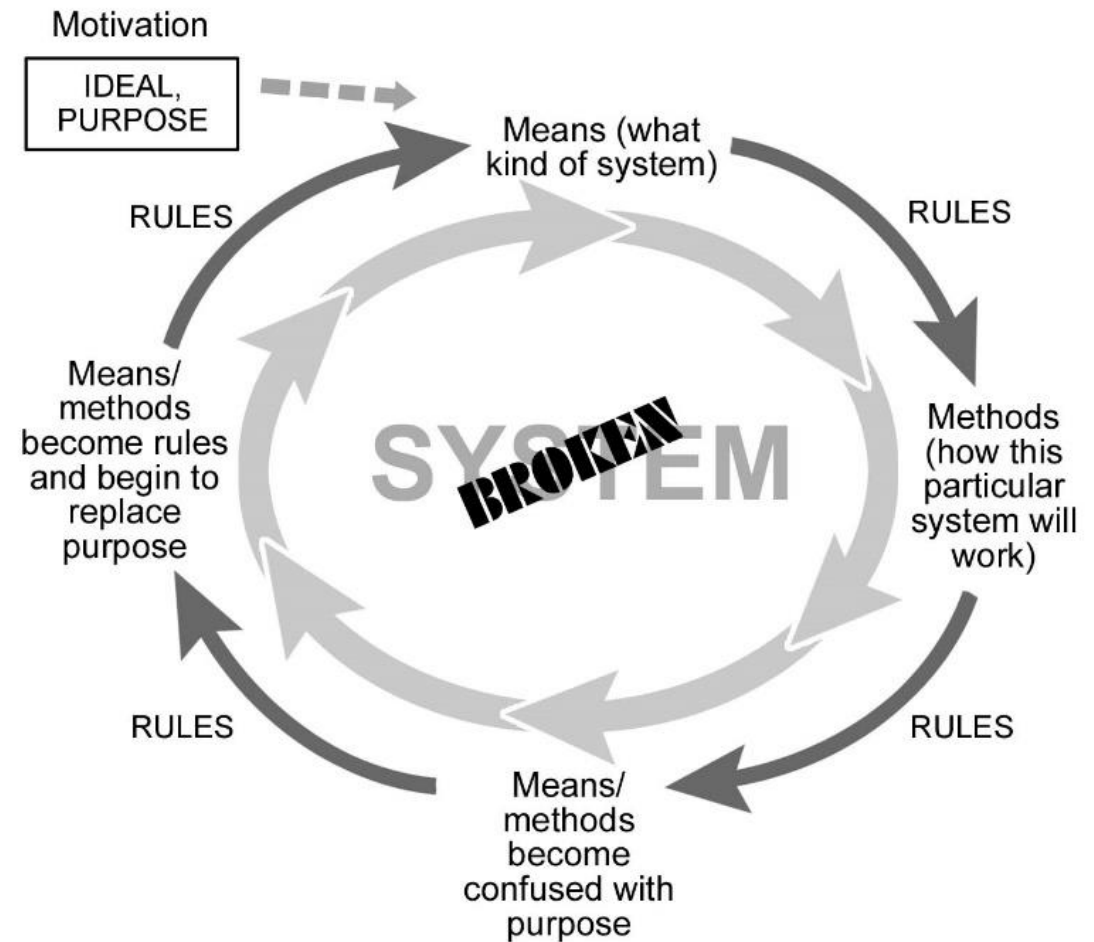 Motivation
IDEAL,
PURPOSE
Means (what
kind of system)
RULES
RULES
Means/
methods
become rules
and begin to
replace
purpose
SYSTEM
BROKEN
Methods
(how this
particular
system will
work)
RULES
RULES
Means/
methods
become
confused with
purpose